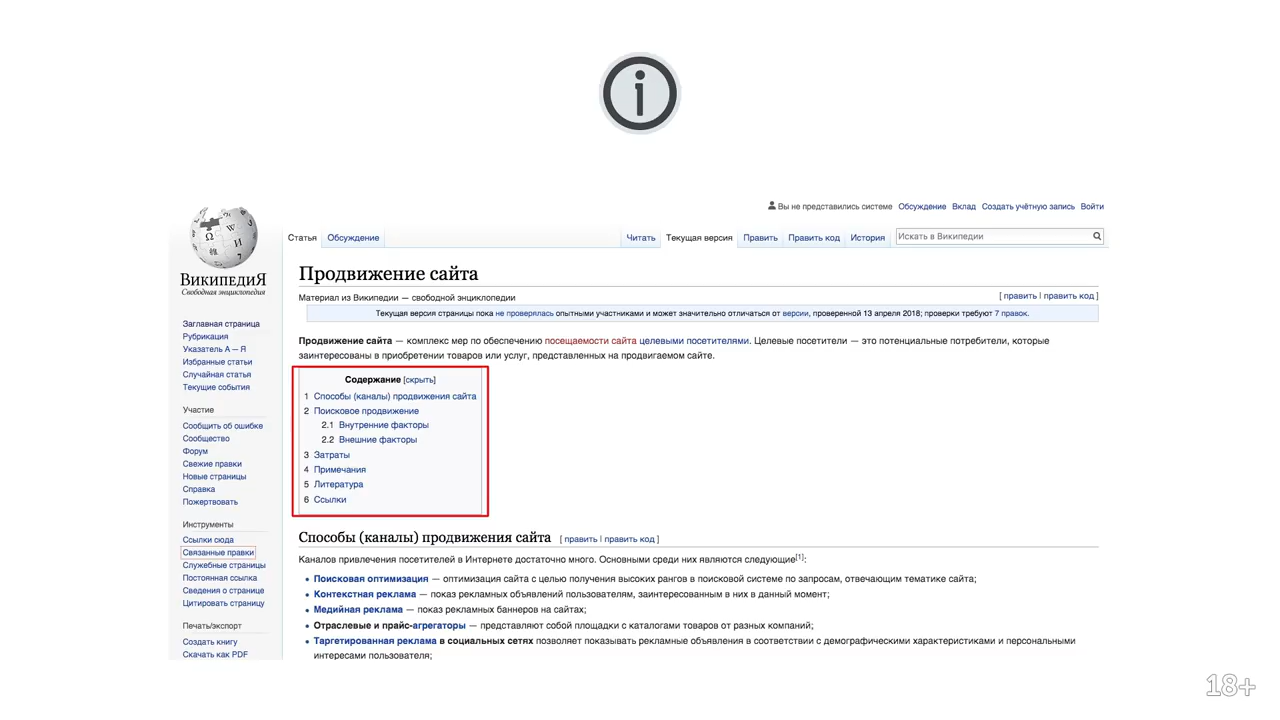 Вы не представились системе Обсуждение Вклад Создать учётную запись Войти
Статья Обсуждение Читать Текущая версия Править Править код История Искать в Википедии
ВикипедиЯ
Свободная энциклопедия
Заглавная страница
Рубрикация
Указатель А — Я
Избранные статьи
Случайная статья
Текущие события
Участие
Сообщить об ошибке
Сообщество
Форум
Свежие правки
Новые страницы
Справка
Пожертвовать
Инструменты
Ссылки сюда
Связанные правки
Служебные страницы
Постоянная ссылка
Сведения о странице
Цитировать страницу
Печать/экспорт
Создать книгу
Скачать как PDF
Продвижение сайта
Материал из Википедии — свободной энциклопедии [ править | править код ]
Текущая версия страницы пока не проверялась опытными участниками и может значительно отличаться от версии, проверенной 13 апреля 2018; проверки требуют 7 правок.
Продвижение сайта — комплекс мер по обеспечению посещаемости сайта целевыми посетителями. Целевые посетители — это потенциальные потребители, которые
заинтересованы в приобретении товаров или услуг, представленных на продвигаемом сайте.
Содержание [скрыть]
1 Способы (каналы) продвижения сайта
2 Поисковое продвижение
2.1 Внутренние факторы
2.2 Внешние факторы
3 Затраты
4 Примечания
5 Литература
6 Ссылки
Способы (каналы) продвижения сайта [ править | править код ]
Каналов привлечения посетителей в Интернете достаточно много. Основными среди них являются следующие[1]:
• Поисковая оптимизация — оптимизация сайта с целью получения высоких рангов в поисковой системе по запросам, отвечающим тематике сайта;
• Контекстная реклама — показ рекламных объявлений пользователям, заинтересованным в них в данный момент;
• Медийная реклама — показ рекламных баннеров на сайтах;
• Отраслевые и прайс-агрегаторы — представляют собой площадки с каталогами товаров от разных компаний;
• Таргетированная реклама в социальных сетях позволяет показывать рекламные объявления в соответствии с демографическими характеристиками и персональными
интересами пользователя;
18+